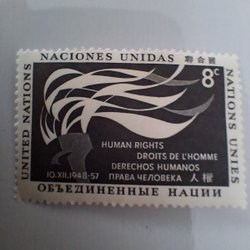 NACIONES UNIDAS 聯合國
8c
UNITED NATIONS
NATIONS UNIES
HUMAN RIGHTS
DROITS DE L'HOMME
DERECHOS HUMANOS
10.XII.1948-57 ПРАВА ЧЕЛОВЕКА 人權
ОБЪЕДИНЕННЫЕ НАЦИИ